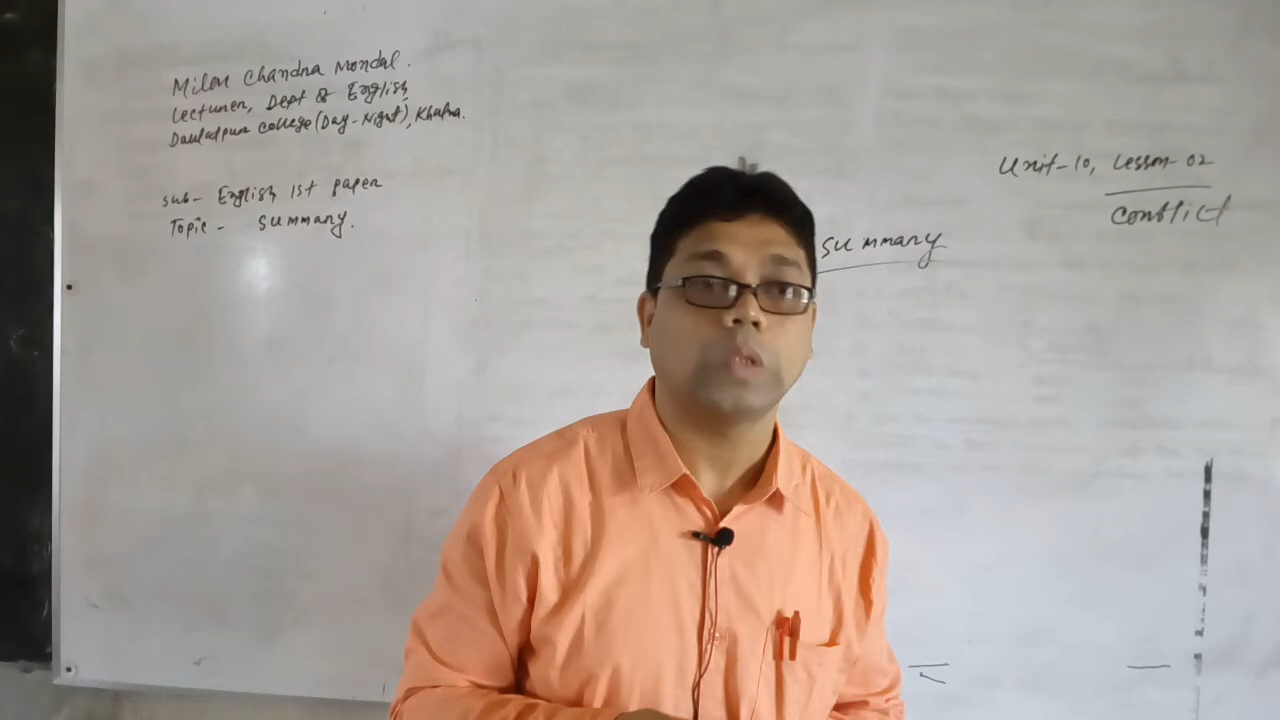 Milon Chandra Mondal.
Lecturer, Dept of English,
Daulatpur College (Day-Night), Khulna.
Sub- English 1st paper
Topic- Summary.
Unit-10, Lesson-02
Conflict
Summary